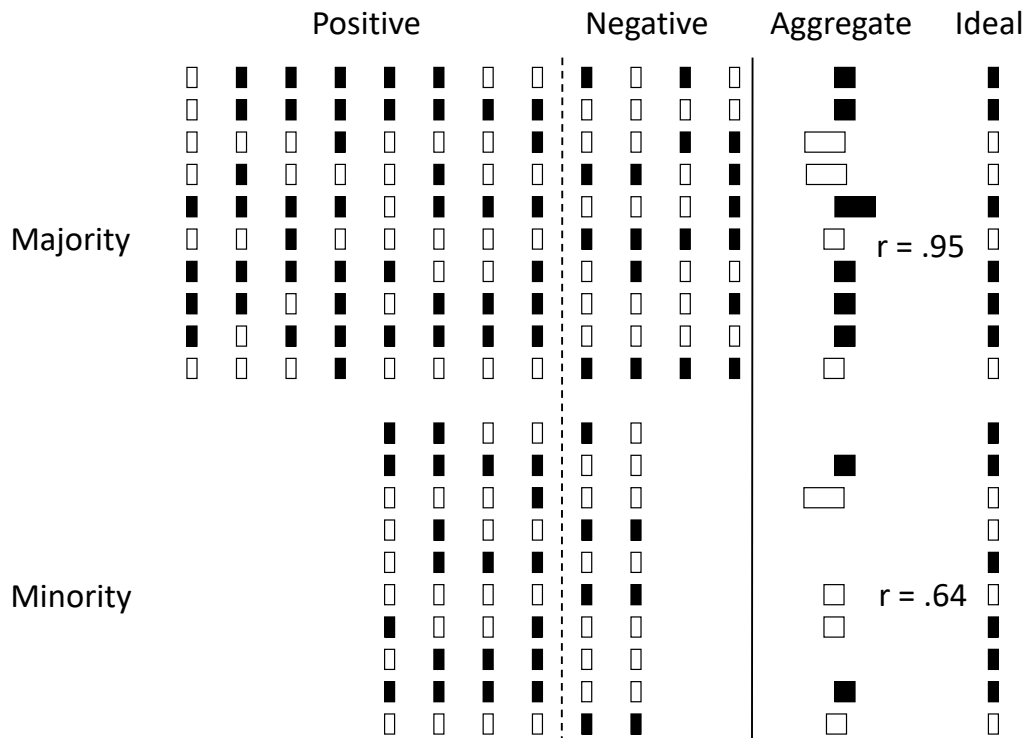 Positive Negative Aggregate Ideal
Majority r = .95
Minority r = .64